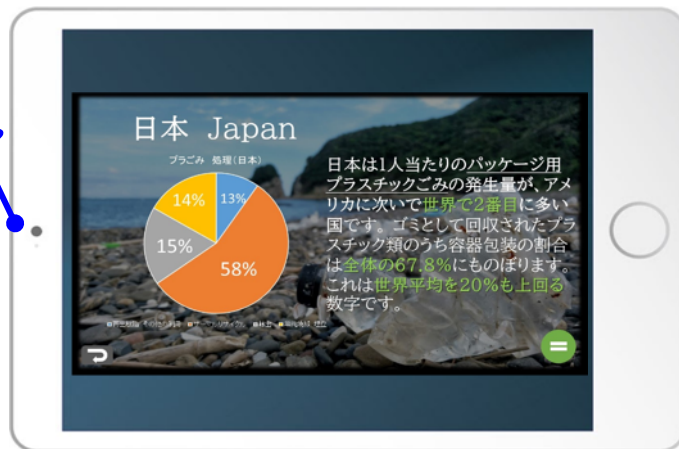 日本 Japan
プラごみ 処理(日本)
13%
14%
15%
58%
日本は1人当たりのパッケージ用
プラスチックごみの発生量が、アメ
リカに次いで世界で2番目に多い
国です。ゴミとして回収されたプラ
スチック類のうち容器包装の割合
は全体の67.8%にものぼります。
これは世界平均を20%も上回る
数字です。